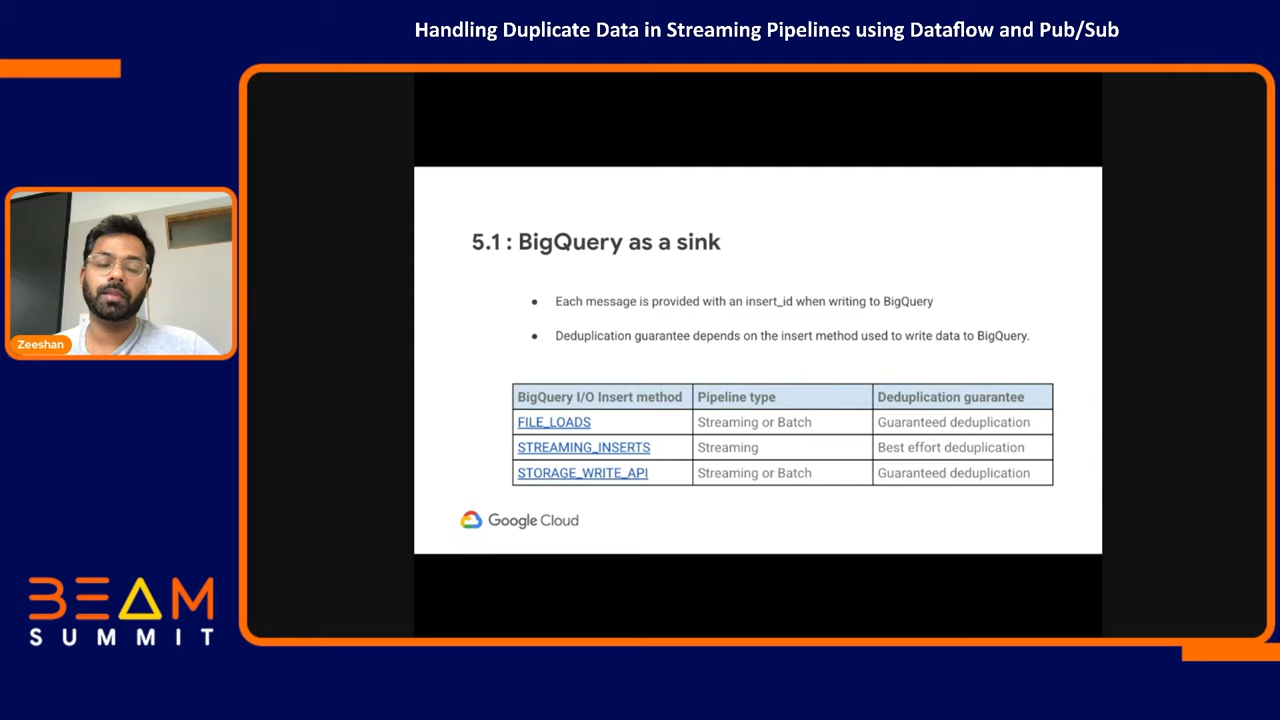 Handling Duplicate Data in Streaming Pipelines using Dataflow and Pub/Sub
5.1 : BigQuery as a sink
● Each message is provided with an insert_id when writing to BigQuery
● Deduplication guarantee depends on the insert method used to write data to BigQuery.
BigQuery I/O Insert method Pipeline type Deduplication guarantee
FILE_LOADS Streaming or Batch Guaranteed deduplication
STREAMING_INSERTS Streaming Best effort deduplication
STORAGE_WRITE_API Streaming or Batch Guaranteed deduplication
Google Cloud
Zeeshan
BEAM
SUMMIT